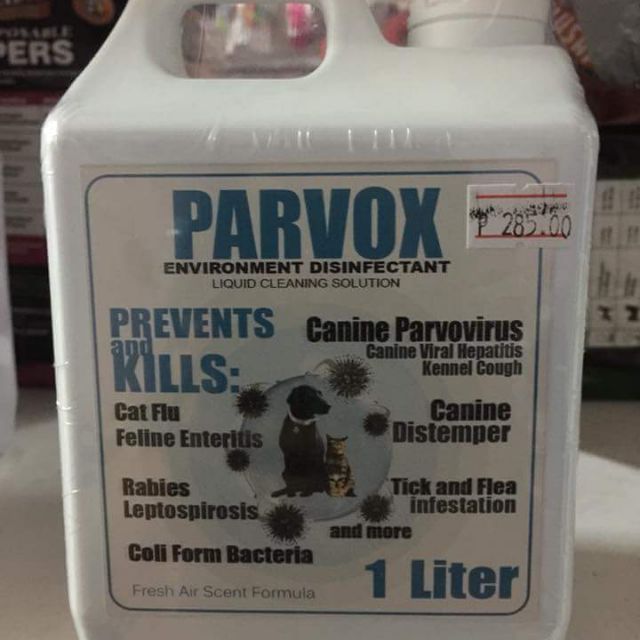 PERS
PARVOX
₱ 285.00
ENVIRONMENT DISINFECTANT
LIQUID CLEANING SOLUTION
PREVENTS
and
KILLS:
Canine Parvovirus
Canine Viral Hepatitis
Kennel Cough
Cat Flu
Feline Enteritis
Canine
Distemper
Rabies
Leptospirosis
Tick and Flea
infestation
and more
Coli Form Bacteria
Fresh Air Scent Formula
1 Liter